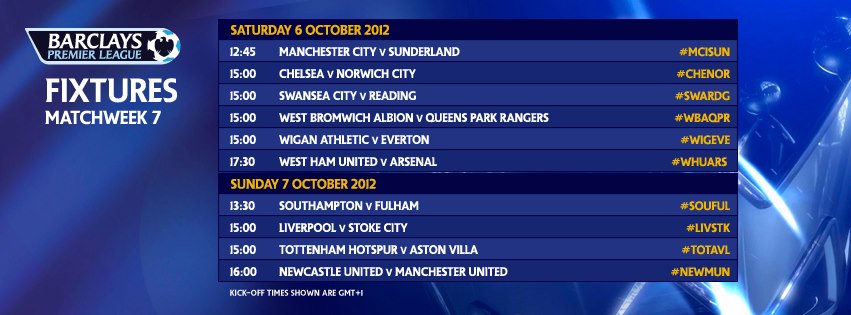 BARCLAYS
PREMIER LEAGUE
FIXTURES
MATCHWEEK 7
SATURDAY 6 OCTOBER 2012
12:45 MANCHESTER CITY v SUNDERLAND #MCISUN
15:00 CHELSEA v NORWICH CITY #CHENOR
15:00 SWANSEA CITY v READING #SWARDG
15:00 WEST BROMWICH ALBION v QUEENS PARK RANGERS #WBAQPR
15:00 WIGAN ATHLETIC v EVERTON #WIGEVE
17:30 WEST HAM UNITED v ARSENAL #WHUARS
SUNDAY 7 OCTOBER 2012
13:30 SOUTHAMPTON v FULHAM #SOUFUL
15:00 LIVERPOOL v STOKE CITY #LIVSTK
15:00 TOTTENHAM HOTSPUR v ASTON VILLA #TOTAVL
16:00 NEWCASTLE UNITED v MANCHESTER UNITED #NEWMUN
KICK-OFF TIMES SHOWN ARE GMT+1